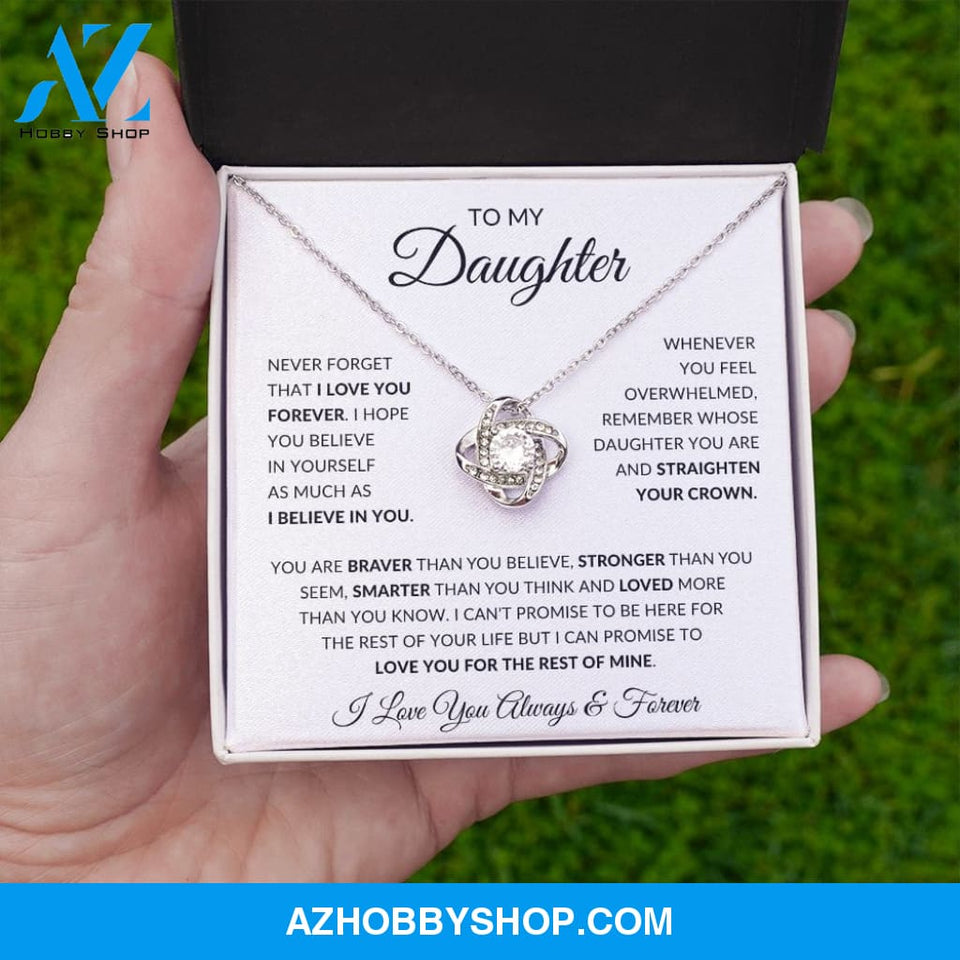 AZ
HOBBY SHOP
TO MY
Daughter
NEVER FORGET
THAT I LOVE YOU
FOREVER. I HOPE
YOU BELIEVE
IN YOURSELF
AS MUCH AS
I BELIEVE IN YOU.
WHENEVER
YOU FEEL
OVERWHELMED,
REMEMBER WHOSE
DAUGHTER YOU ARE
AND STRAIGHTEN
YOUR CROWN.
YOU ARE BRAVER THAN YOU BELIEVE, STRONGER THAN YOU
SEEM, SMARTER THAN YOU THINK AND LOVED MORE
THAN YOU KNOW. I CAN'T PROMISE TO BE HERE FOR
THE REST OF YOUR LIFE BUT I CAN PROMISE TO
LOVE YOU FOR THE REST OF MINE.
I Love You Always & Forever
AZHOBBYSHOP.COM